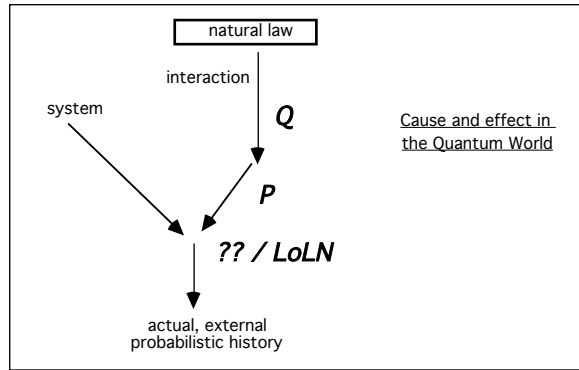 natural law
interaction
system
Q
Cause and effect in
the Quantum World
P
?? / LoLN
actual, external
probabilistic history